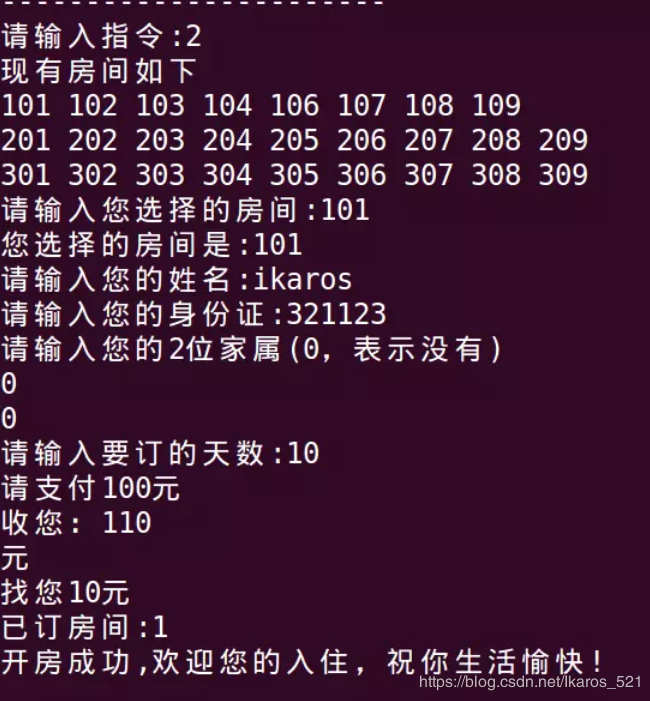 ------------------------
请输入指令:2
现有房间如下
101 102 103 104 106 107 108 109
201 202 203 204 205 206 207 208 209
301 302 303 304 305 306 307 308 309
请输入您选择的房间:101
您选择的房间是:101
请输入您的姓名:ikaros
请输入您的身份证:321123
请输入您的2位家属(0，表示没有)
0
0
请输入要订的天数:10
请支付100元
收您: 110
元
找您10元
已订房间:1
开房成功,欢迎您的入住，祝你生活愉快!
https://blog.csdn.net/Ikaros_521